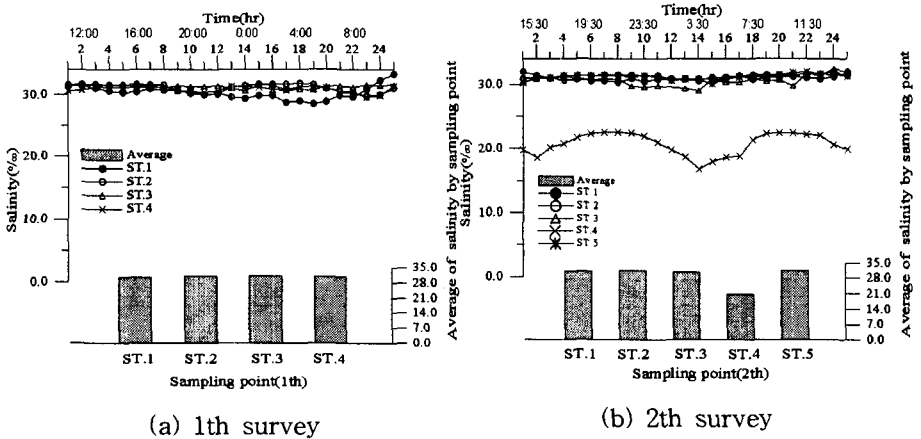 Time(hr)
12:00 16:00 20:00 0:00 4:00 8:00
2 4 6 8 10 12 14 16 18 20 22 24
Salinity(‰)
30.0
20.0
10.0
0.0
Average
ST.1
ST.2
ST.3
ST.4
35.0
28.0
21.0
14.0
7.0
0.0
Average of salinity by sampling point
ST.1 ST.2 ST.3 ST.4
Sampling point(1th)
(a) 1th survey
Time(hr)
15:30 19:30 23:30 3:30 7:30 11:30
2 4 6 8 10 12 14 16 18 20 22 24
Salinity(‰)
30.0
20.0
10.0
0.0
Average
ST 1
ST 2
ST 3
ST.4
ST.5
35.0
28.0
21.0
14.0
7.0
0.0
Average of salinity by sampling point
ST.1 ST.2 ST.3 ST.4 ST.5
Sampling point(2th)
(b) 2th survey